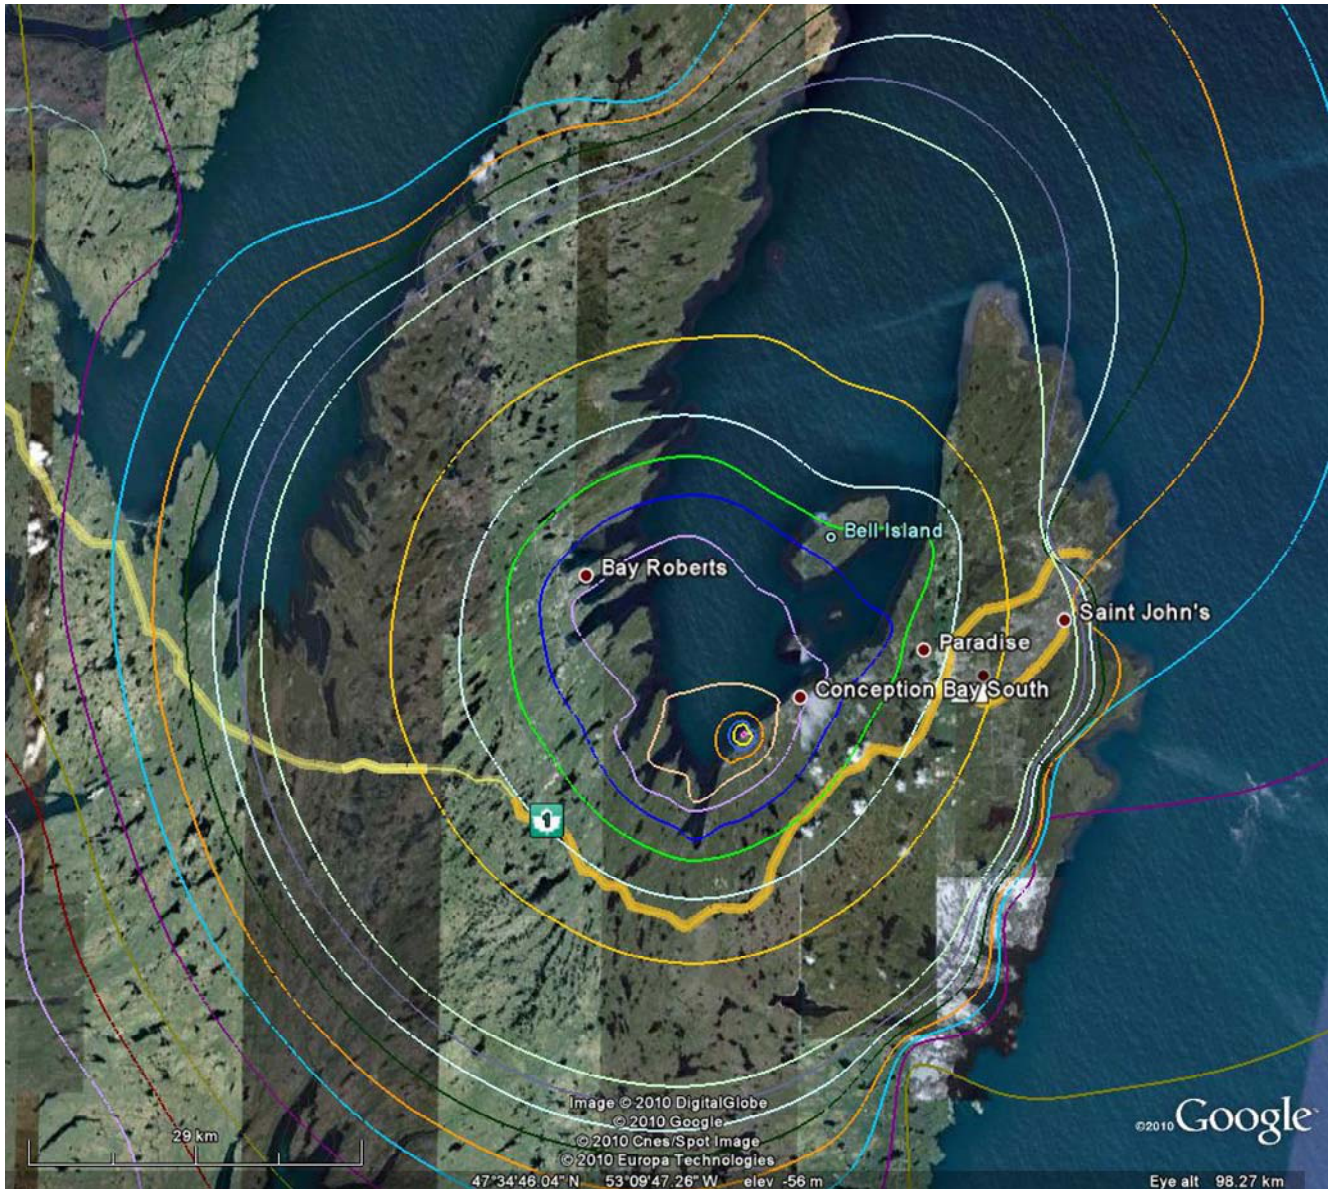 Bell Island
Bay Roberts
Saint John's
Paradise
Conception Bay South
1
Image © 2010 DigitalGlobe
© 2010 Google
© 2010 Cnes/Spot Image
© 2010 Europa Technologies
©2010 Google
29 km
47°34'46.04" N 53°09'47.26" W elev -56 m Eye alt 98.27 km